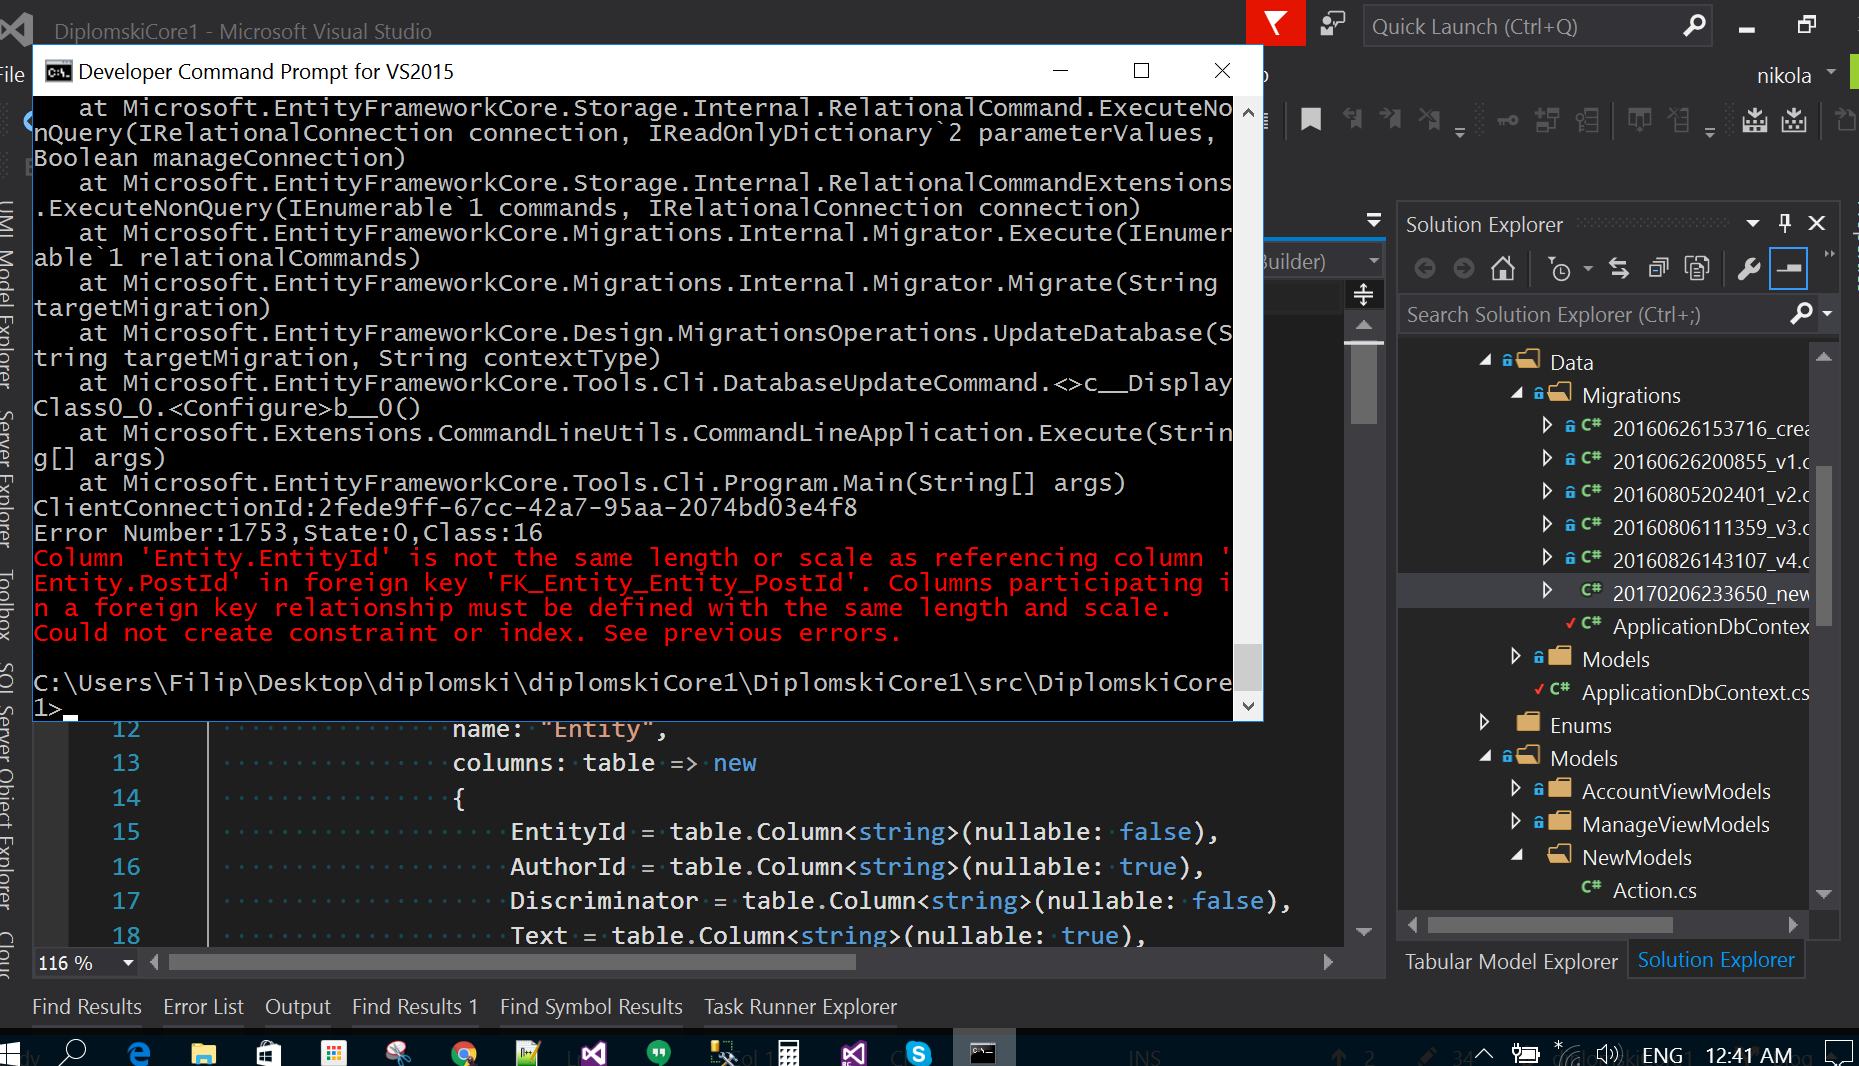 DiplomskiCore1 - Microsoft Visual Studio
Quick Launch (Ctrl+Q)
File
nikola
Developer Command Prompt for VS2015
   at Microsoft.EntityFrameworkCore.Storage.Internal.RelationalCommand.ExecuteNo
nQuery(IRelationalConnection connection, IReadOnlyDictionary`2 parameterValues,
Boolean manageConnection)
   at Microsoft.EntityFrameworkCore.Storage.Internal.RelationalCommandExtensions
.ExecuteNonQuery(IEnumerable`1 commands, IRelationalConnection connection)
   at Microsoft.EntityFrameworkCore.Migrations.Internal.Migrator.Execute(IEnumer
able`1 relationalCommands)
   at Microsoft.EntityFrameworkCore.Migrations.Internal.Migrator.Migrate(String
targetMigration)
   at Microsoft.EntityFrameworkCore.Design.MigrationsOperations.UpdateDatabase(S
tring targetMigration, String contextType)
   at Microsoft.EntityFrameworkCore.Tools.Cli.DatabaseUpdateCommand.<>c__Display
Class0_0.<Configure>b__0()
   at Microsoft.Extensions.CommandLineUtils.CommandLineApplication.Execute(Strin
g[] args)
   at Microsoft.EntityFrameworkCore.Tools.Cli.Program.Main(String[] args)
ClientConnectionId:2fede9ff-67cc-42a7-95aa-2074bd03e4f8
Error Number:1753,State:0,Class:16
Column 'Entity.EntityId' is not the same length or scale as referencing column '
Entity.PostId' in foreign key 'FK_Entity_Entity_PostId'. Columns participating i
n a foreign key relationship must be defined with the same length and scale.
Could not create constraint or index. See previous errors.
C:\Users\Filip\Desktop\diplomski\diplomskiCore1\DiplomskiCore1\src\DiplomskiCore
1>
Builder)
12 name: "Entity",
13 columns: table => new
14 {
15 EntityId = table.Column<string>(nullable: false),
16 AuthorId = table.Column<string>(nullable: true),
17 Discriminator = table.Column<string>(nullable: false),
18 Text = table.Column<string>(nullable: true),
116 %
UML Model Explorer
Server Explorer
Toolbox
SQL Server Object Explorer
Cloud
Solution Explorer
Search Solution Explorer (Ctrl+;)
Data
Migrations
20160626153716_crea
20160626200855_v1.c
20160805202401_v2.c
20160806111359_v3.c
20160826143107_v4.c
20170206233650_new
ApplicationDbContex
Models
ApplicationDbContext.cs
Enums
Models
AccountViewModels
ManageViewModels
NewModels
Action.cs
Tabular Model Explorer
Solution Explorer
Find Results
Error List
Output
Find Results 1
Find Symbol Results
Task Runner Explorer
INS
ENG
12:41 AM